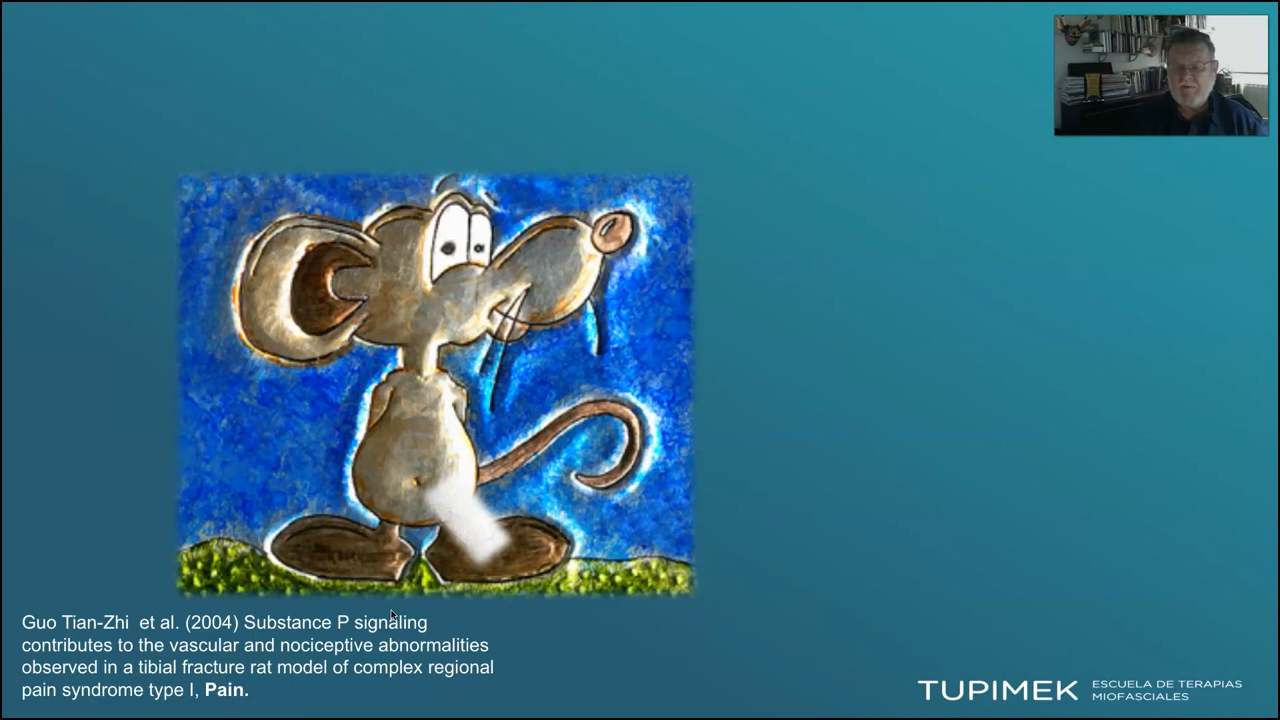 Guo Tian-Zhi  et al. (2004) Substance P signaling
contributes to the vascular and nociceptive abnormalities
observed in a tibial fracture rat model of complex regional
pain syndrome type I, Pain.
TUPIMEK
ESCUELA DE TERAPIAS
MIOFASCIALES